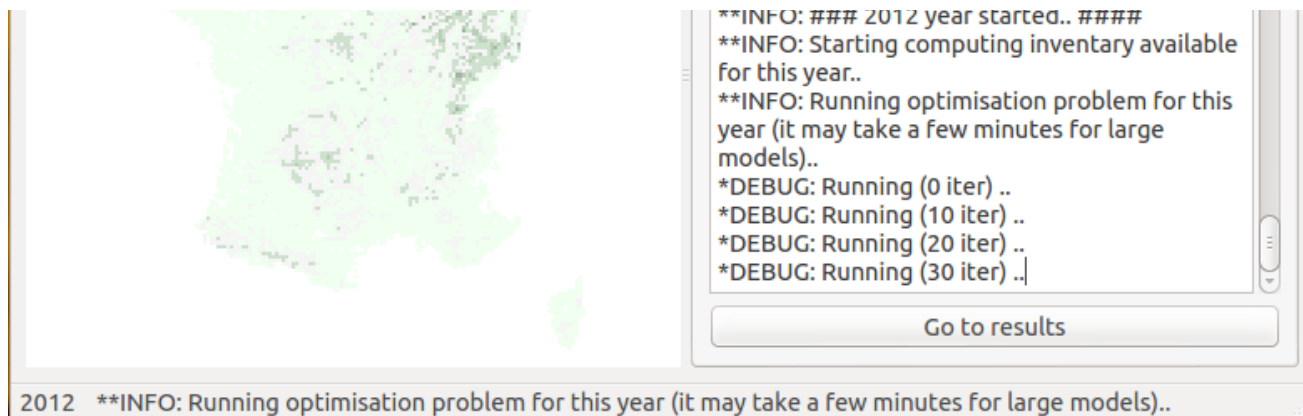 **INFO: ### 2012 year started.. ####
**INFO: Starting computing inventary available
for this year..
**INFO: Running optimisation problem for this
year (it may take a few minutes for large
models)..
*DEBUG: Running (0 iter) ..
*DEBUG: Running (10 iter) ..
*DEBUG: Running (20 iter) ..
*DEBUG: Running (30 iter) ..
Go to results
2012 **INFO: Running optimisation problem for this year (it may take a few minutes for large models)..